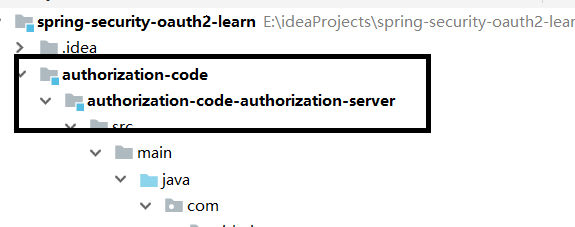 spring-security-oauth2-learn E:\ideaProjects\spring-security-oauth2-lear
.idea
authorization-code
authorization-code-authorization-server
src
main
java
com